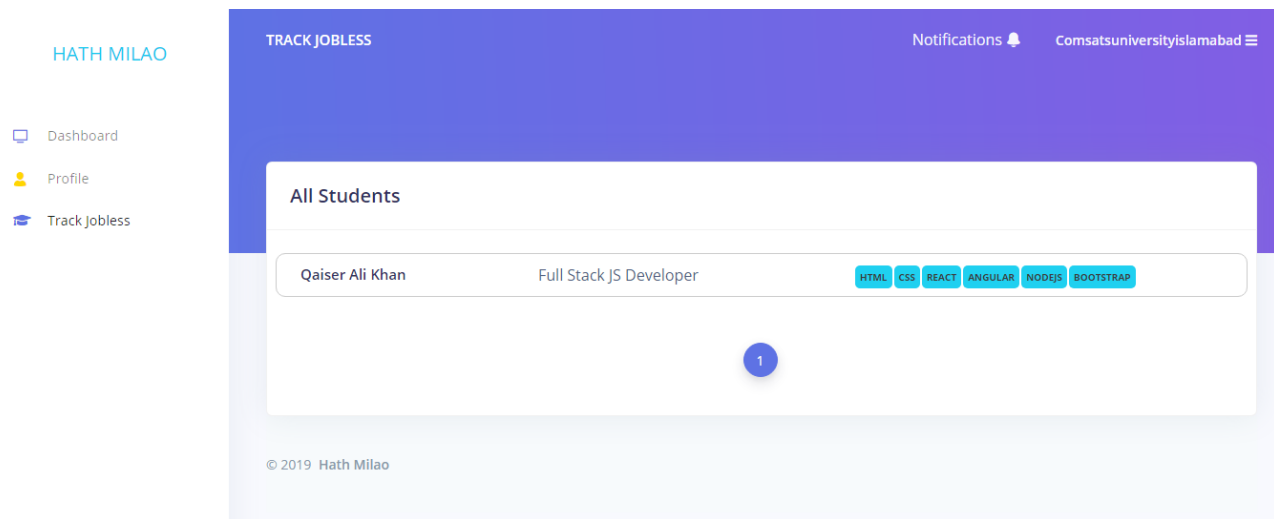 HATH MILAO
Dashboard
Profile
Track Jobless
TRACK JOBLESS
Notifications
Comsatsuniversityislamabad
All Students
Qaiser Ali Khan Full Stack JS Developer HTML CSS REACT ANGULAR NODEJS BOOTSTRAP
1
© 2019 Hath Milao